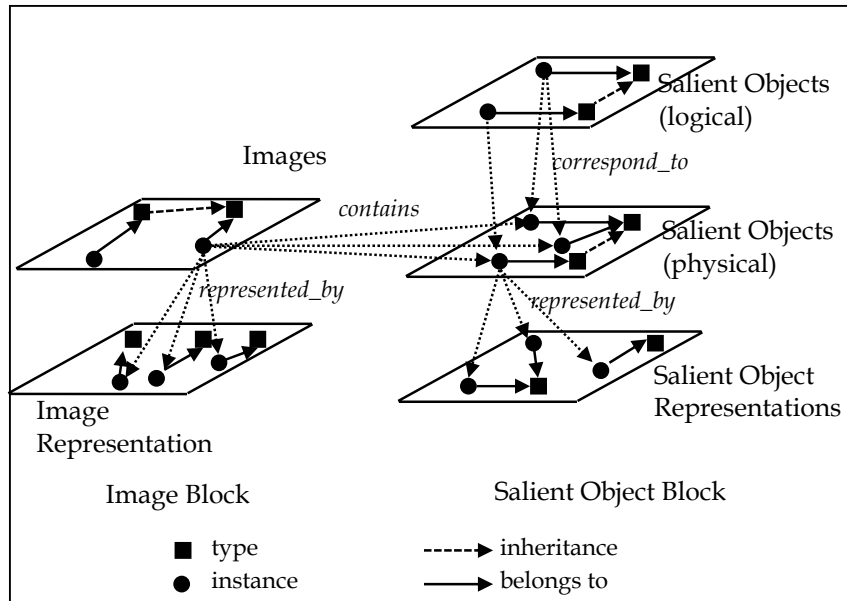 Salient Objects
(logical)
Images
correspond_to
contains
Salient Objects
(physical)
represented_by
represented_by
Image
Representation
Salient Object
Representations
Image Block
Salient Object Block
type
inheritance
instance
belongs to